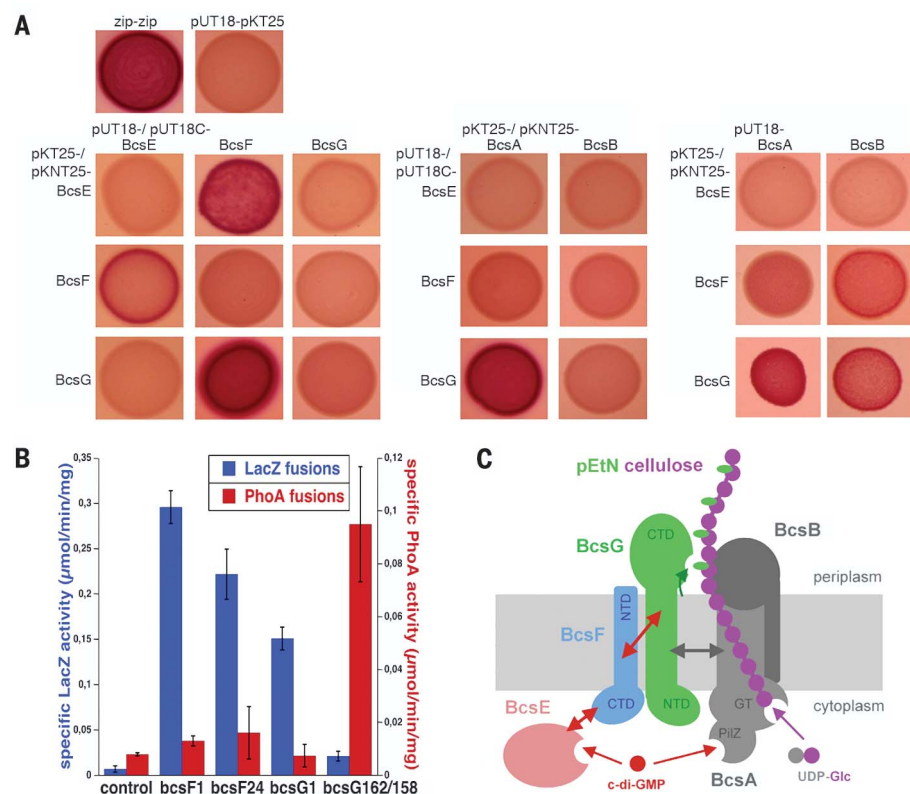 A
zip-zip pUT18-pKT25
pUT18-/ pUT18C-
BcsE BcsF BcsG
pKT25-/
pKNT25-
BcsE
BcsF
BcsG
pKT25-/ pKNT25-
BcsA BcsB
pUT18-/
pUT18C-
BcsE
BcsF
BcsG
pUT18-
BcsA BcsB
pKT25-/
pKNT25-
BcsE
BcsF
BcsG
B
specific LacZ activity (µmol/min/mg)
0,35
0,3
0,25
0,2
0,15
0,1
0,05
0
LacZ fusions
PhoA fusions
0,12
0,1
0,08
0,06
0,04
0,02
0
specific PhoA activity (µmol/min/mg)
control bcsF1 bcsF24 bcsG1 bcsG162/158
C
pEtN cellulose
BcsB
BcsG
CTD
periplasm
NTD
BcsF
BcsE
CTD
NTD
GT
cytoplasm
PilZ
c-di-GMP
BcsA
UDP-Glc